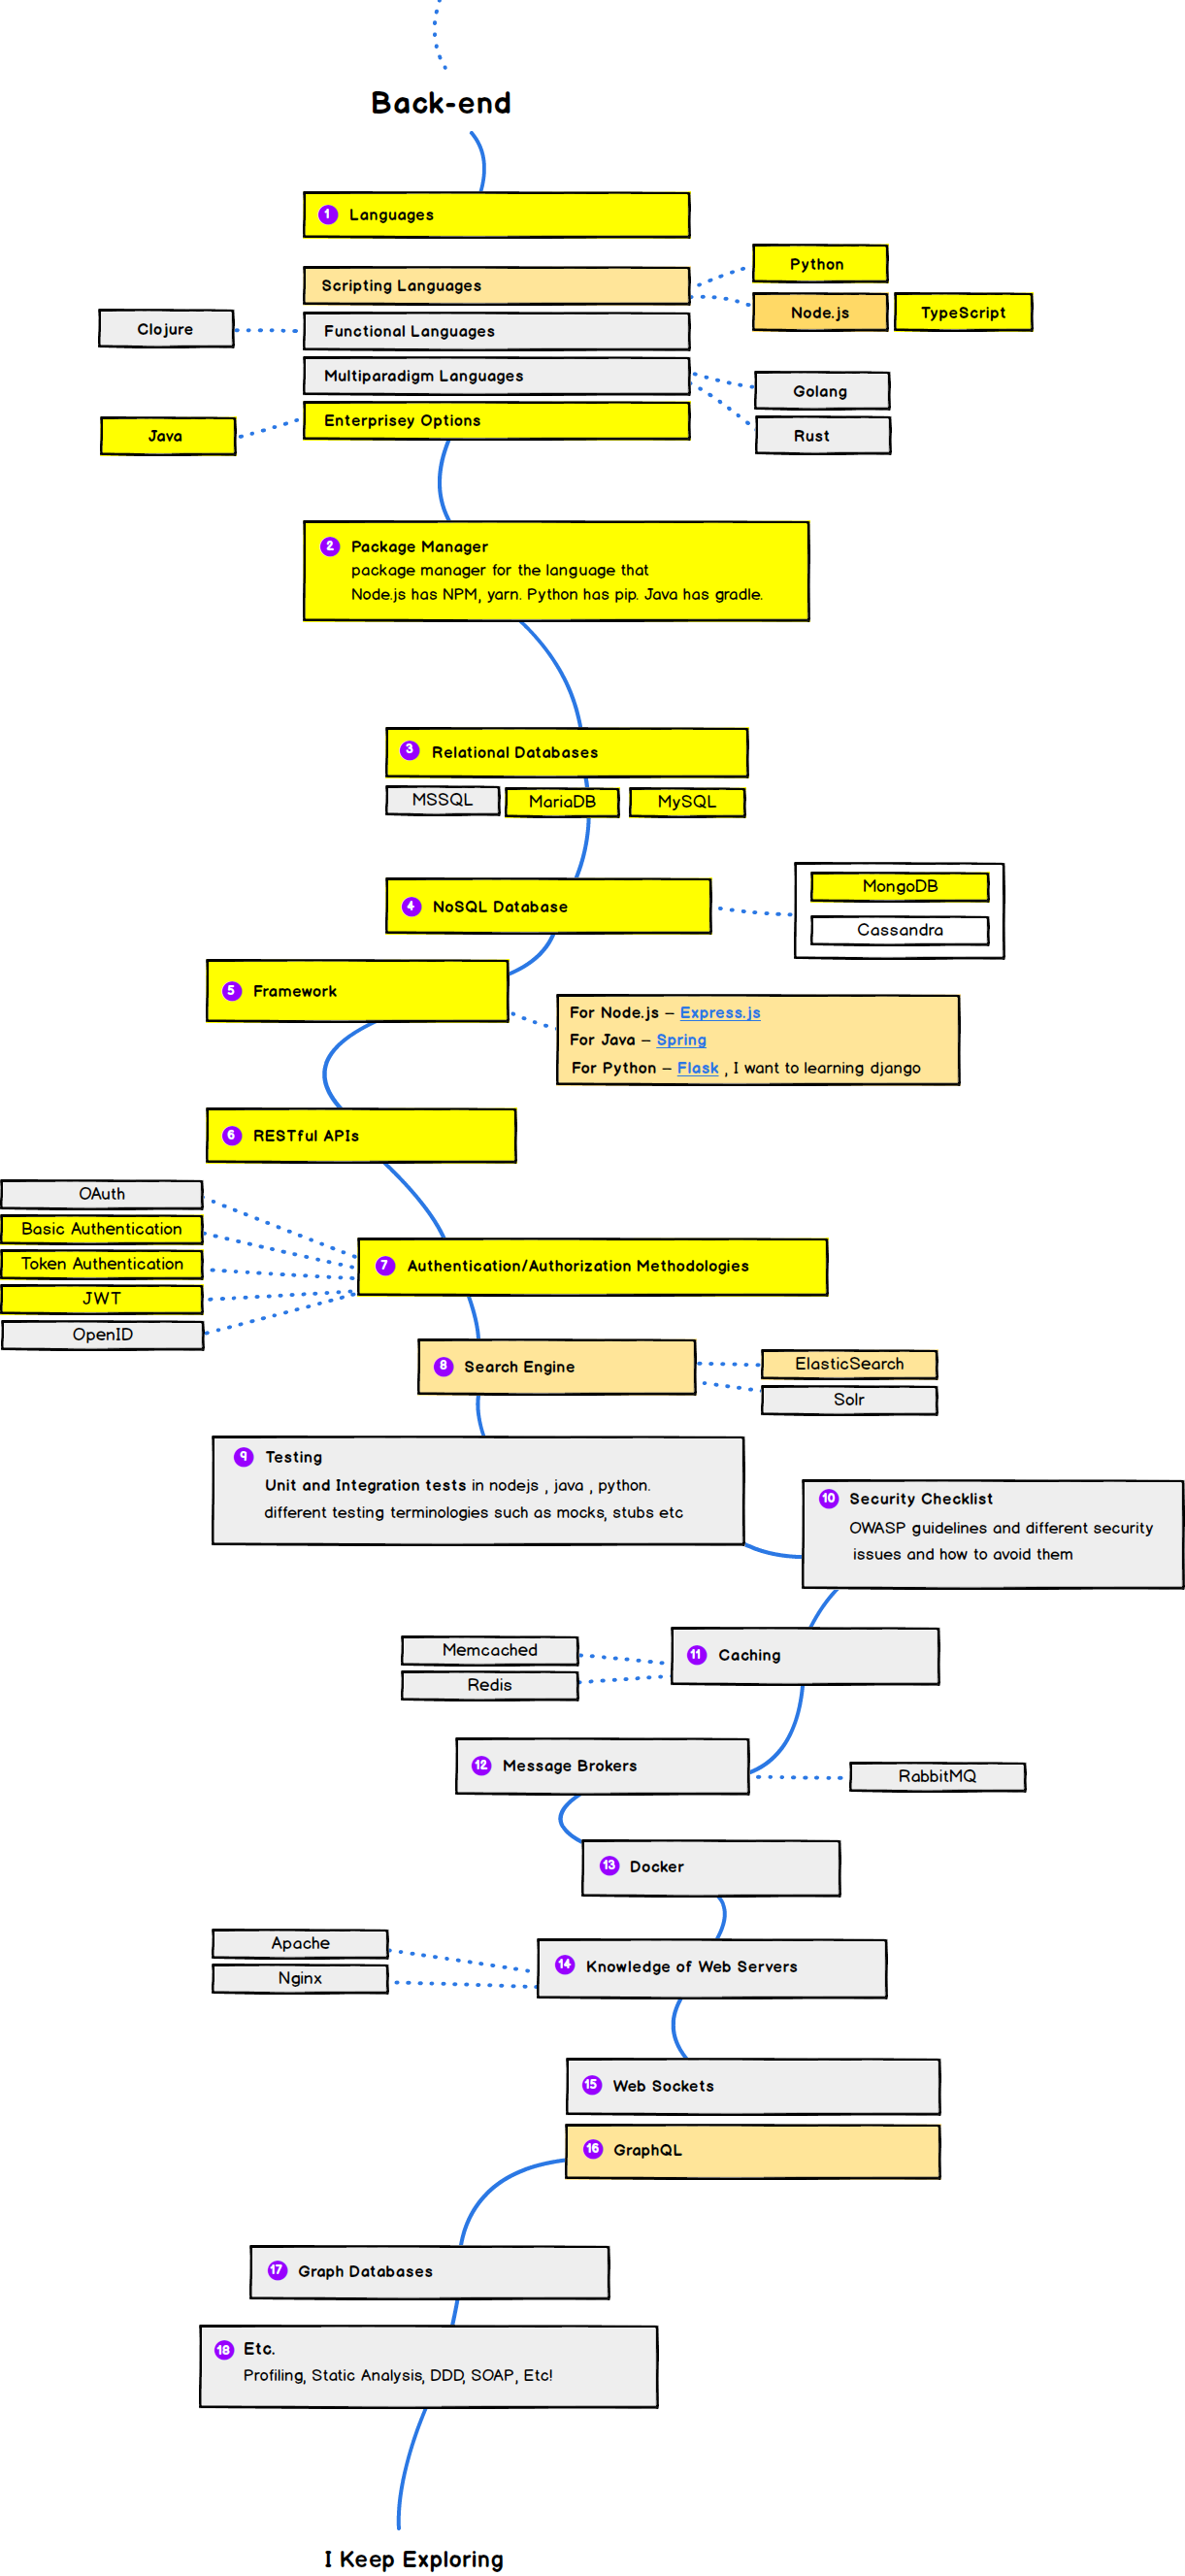 Back-end
1 Languages
Scripting Languages
Python
Node.js
TypeScript
Clojure
Functional Languages
Multiparadigm Languages
Golang
Rust
Java
Enterprisey Options
2 Package Manager
package manager for the language that
Node.js has NPM, yarn. Python has pip. Java has gradle.
3 Relational Databases
MSSQL
MariaDB
MySQL
4 NoSQL Database
MongoDB
Cassandra
5 Framework
For Node.js – Express.js
For Java – Spring
For Python – Flask , I want to learning django
6 RESTful APIs
OAuth
Basic Authentication
Token Authentication
JWT
OpenID
7 Authentication/Authorization Methodologies
8 Search Engine
ElasticSearch
Solr
9 Testing
Unit and Integration tests in nodejs , java , python.
different testing terminologies such as mocks, stubs etc
10 Security Checklist
OWASP guidelines and different security
issues and how to avoid them
Memcached
Redis
11 Caching
12 Message Brokers
RabbitMQ
13 Docker
Apache
Nginx
14 Knowledge of Web Servers
15 Web Sockets
16 GraphQL
17 Graph Databases
18 Etc.
Profiling, Static Analysis, DDD, SOAP, Etc!
I Keep Exploring